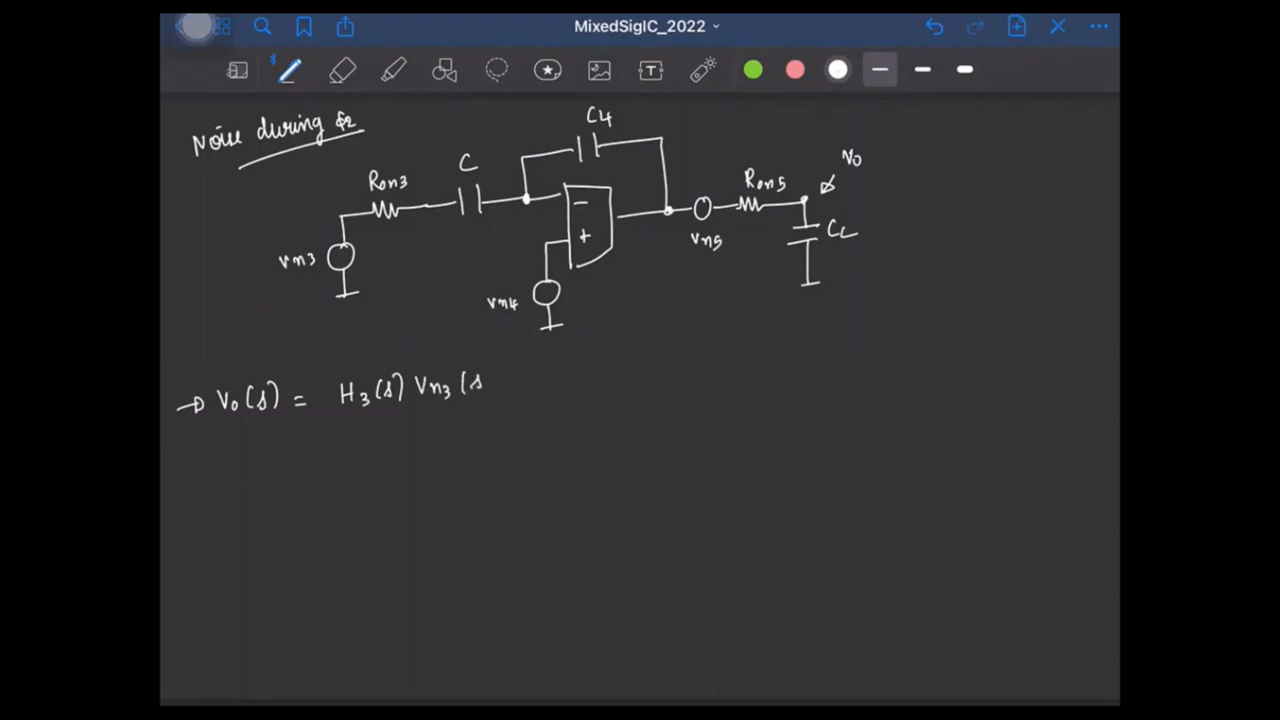 MixedSigIC_2022
Noise during Φ2
C4
C
Ron3
Ron5
Vo
−
+
Vn3
Vn4
Vn5
CL
→ Vo(s) = H3(s) Vn3(s